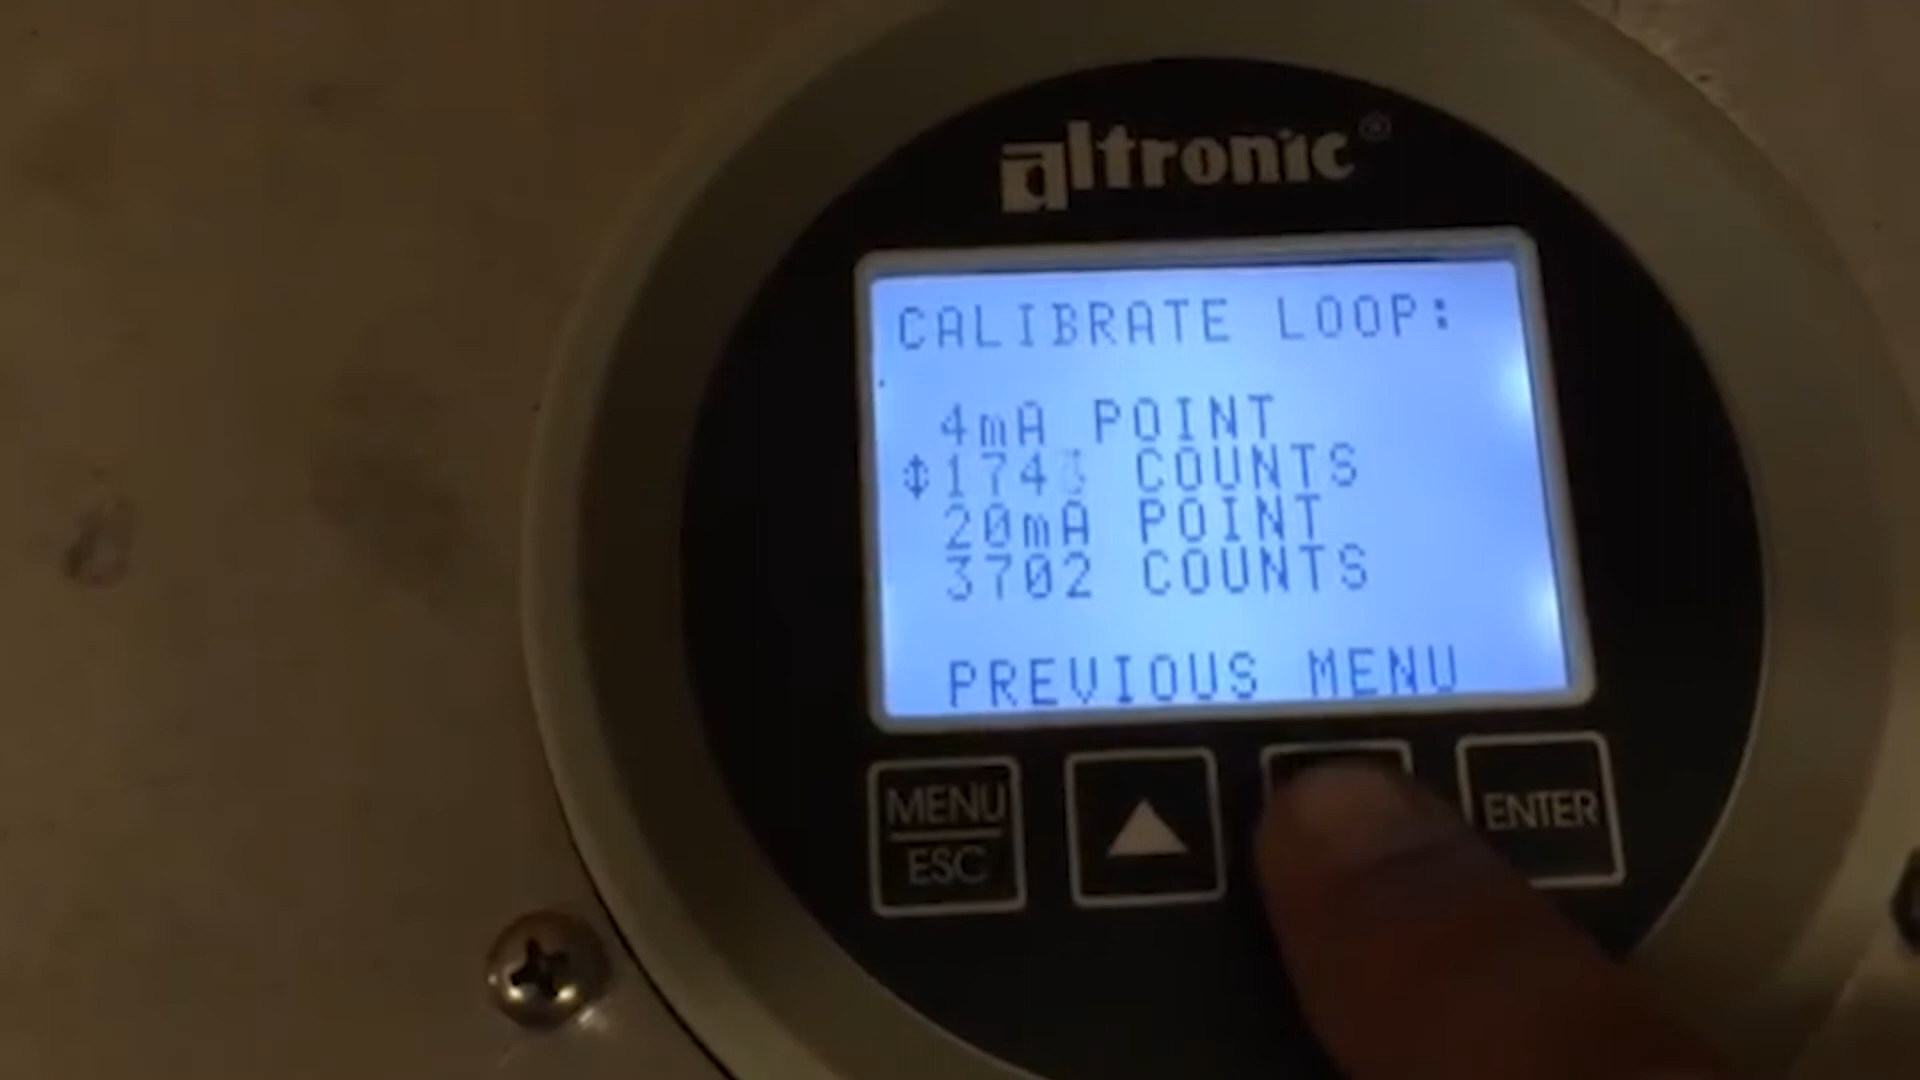 altronic®
CALIBRATE LOOP:
4mA POINT
COUNTS
20mA POINT
3702 COUNTS
PREVIOUS MENU
MENU
ESC
ENTER